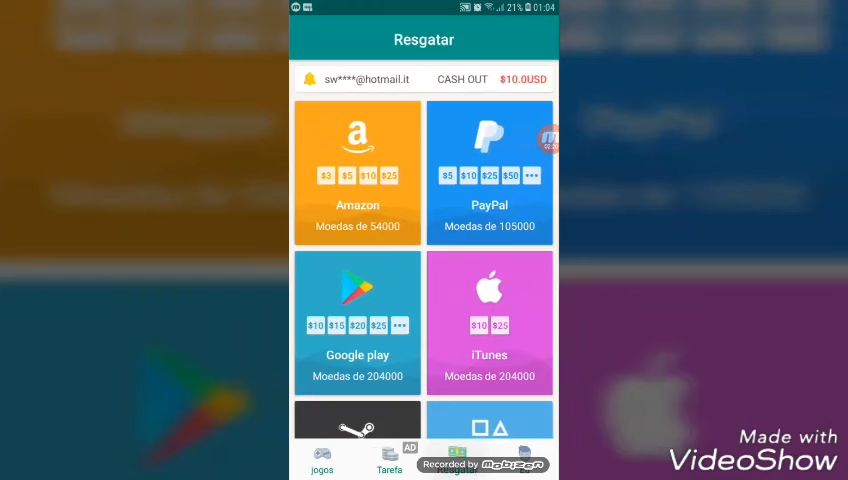 21% 01:04
Resgatar
sw****@hotmail.it CASH OUT $10.0USD
$3 $5 $10 $25
Amazon
Moedas de 54000
$5 $10 $25 $50 •••
PayPal
Moedas de 105000
$10 $15 $20 $25 •••
Google play
Moedas de 204000
$10 $25
iTunes
Moedas de 204000
jogos
Tarefa
AD
Resgatar
Recorded by mobizen
Made with
VideoShow